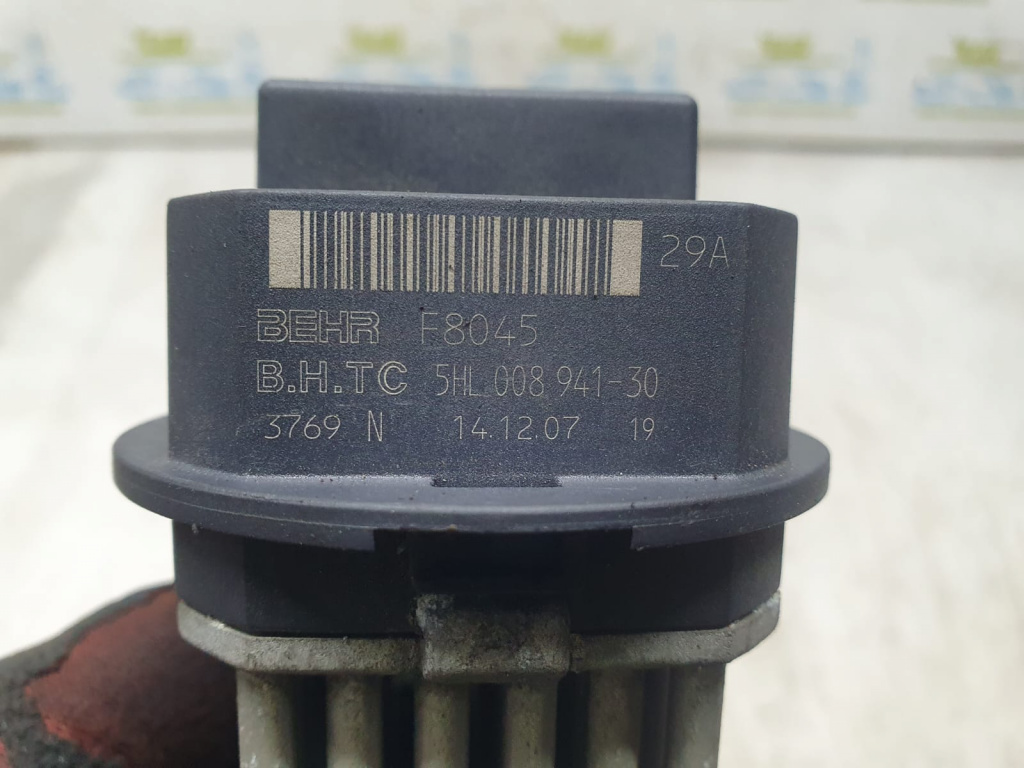 29A
BEHR F8045
B.H.TC 5HL 008 941-30
3769 N 14.12.07 19